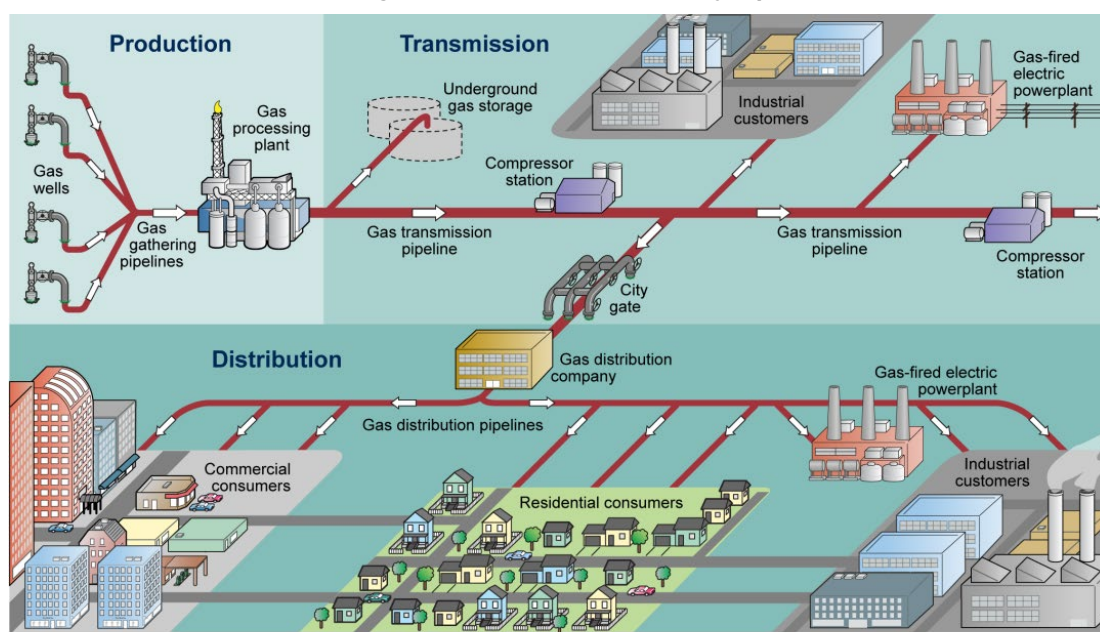 Production
Gas
wells
Gas
processing
plant
Gas
gathering
pipelines
Transmission
Underground
gas storage
Industrial
customers
Gas-fired
electric
powerplant
Compressor
station
Gas transmission
pipeline
Gas transmission
pipeline
Compressor
station
City
gate
Distribution
Gas distribution
company
Gas-fired electric
powerplant
Gas distribution pipelines
Commercial
consumers
Residential consumers
Industrial
customers